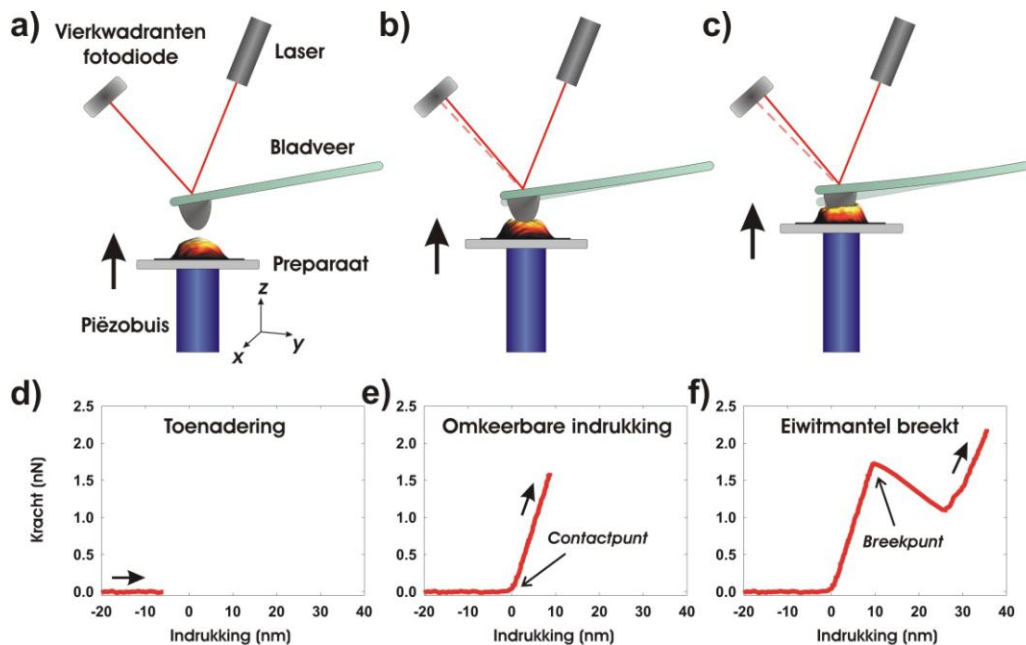 a)
Vierkwadranten
fotodiode
Laser
Bladveer
Preparaat
Piëzobuis
z
y
x
b)
c)
d)
Toenadering
Kracht (nN)
2.5
2.0
1.5
1.0
0.5
0.0
-20 -10 0 10 20 30 40
Indrukking (nm)
e)
Omkeerbare indrukking
2.5
2.0
1.5
1.0
0.5
0.0
Contactpunt
-20 -10 0 10 20 30 40
Indrukking (nm)
f)
Eiwitmantel breekt
2.5
2.0
1.5
1.0
0.5
0.0
Breekpunt
-20 -10 0 10 20 30 40
Indrukking (nm)